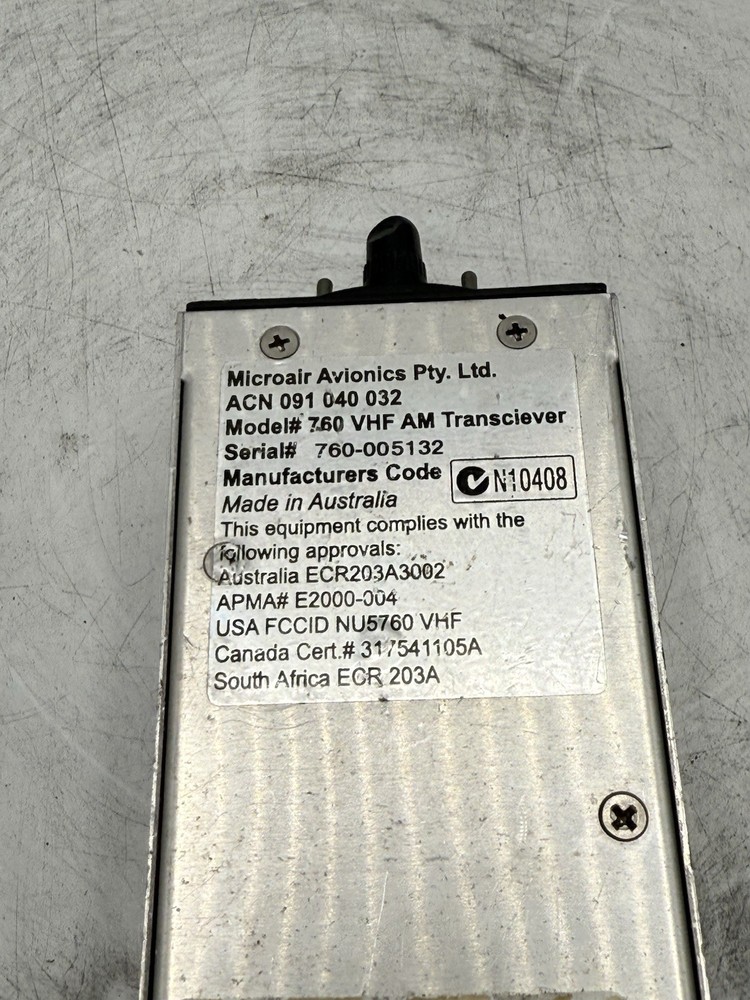 Microair Avionics Pty. Ltd.
ACN 091 040 032
Model# 760 VHF AM Transciever
Serial# 760-005132
Manufacturers Code N10408
Made in Australia
This equipment complies with the
following approvals:
Australia ECR203A3002
APMA# E2000-004
USA FCCID NU5760 VHF
Canada Cert.# 317541105A
South Africa ECR 203A